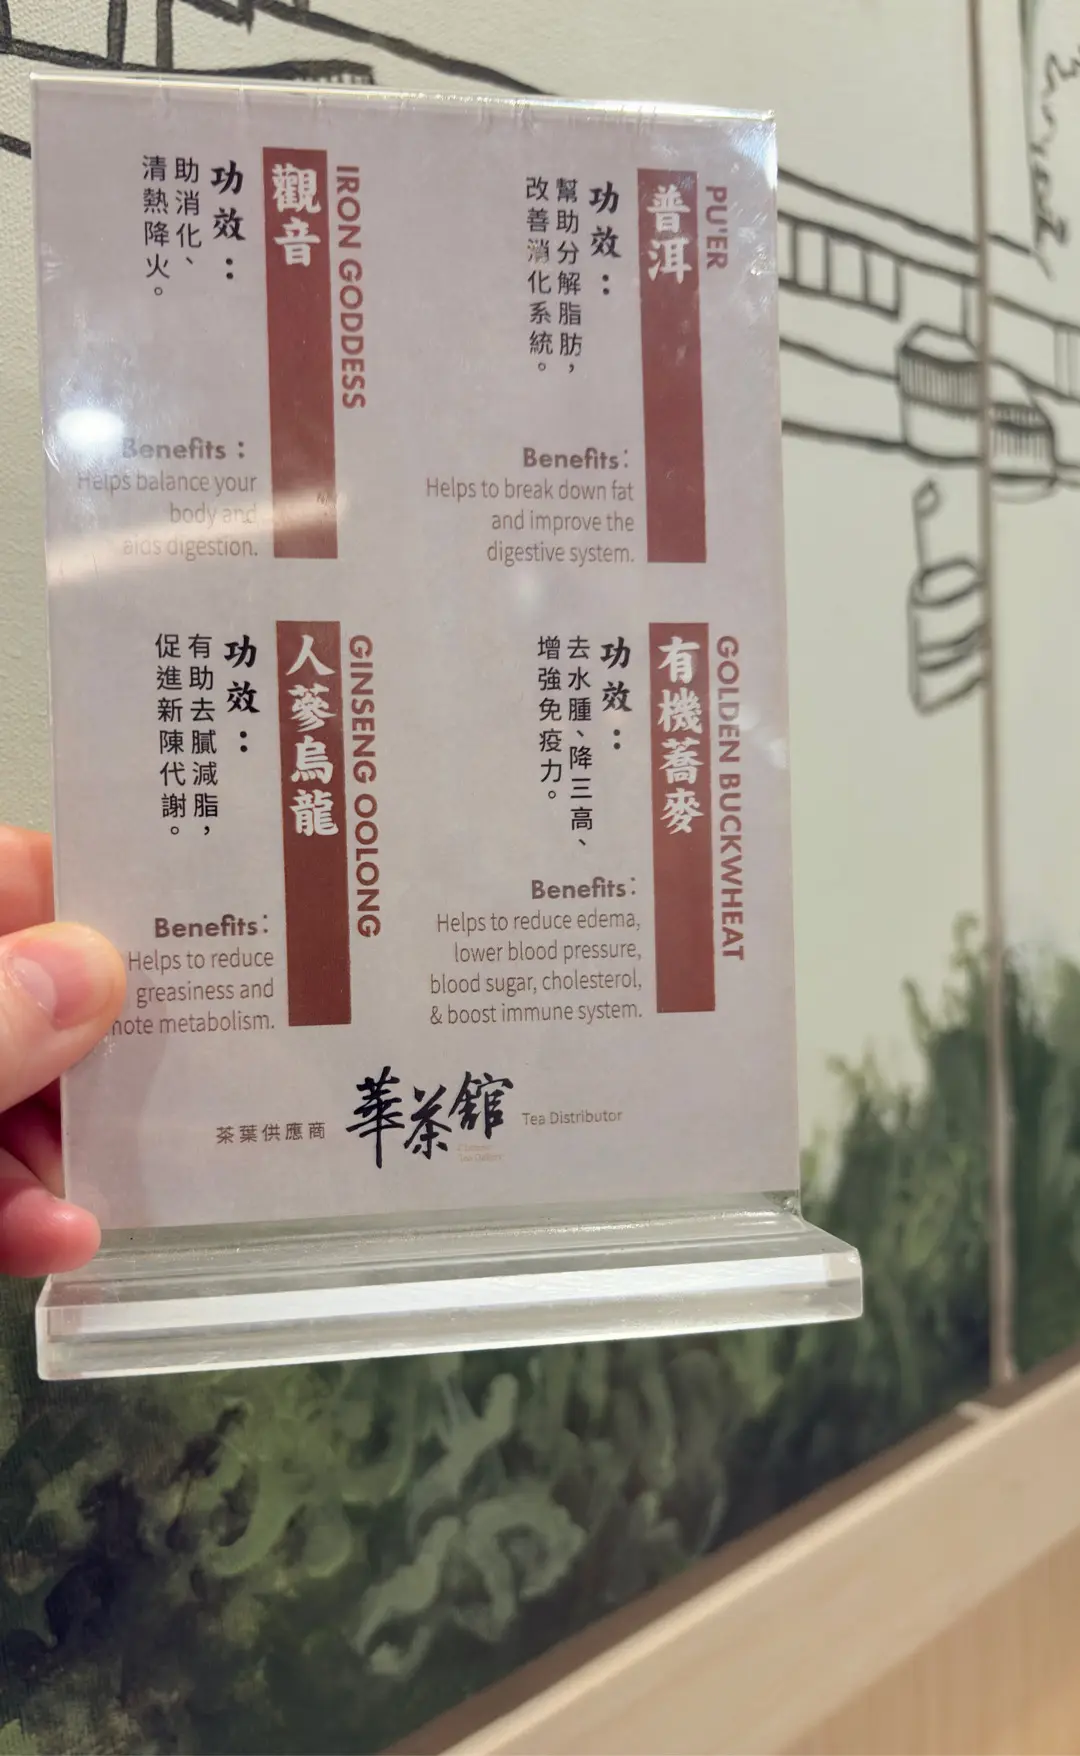 普洱
PU'ER
功效：
幫助分解脂肪，
改善消化系統。
Benefits:
Helps to break down fat
and improve the
digestive system.
觀音
IRON GODDESS
功效：
助消化、
清熱降火。
Benefits：
Helps balance your
body and
aids digestion.
有機蕎麥
GOLDEN BUCKWHEAT
功效：
去水腫、降三高、
增強免疫力。
Benefits:
Helps to reduce edema,
lower blood pressure,
blood sugar, cholesterol,
& boost immune system.
人蔘烏龍
GINSENG OOLONG
功效：
有助去膩減脂，
促進新陳代謝。
Benefits:
Helps to reduce
greasiness and
mote metabolism.
茶葉供應商
華茶館
Tea Distributor